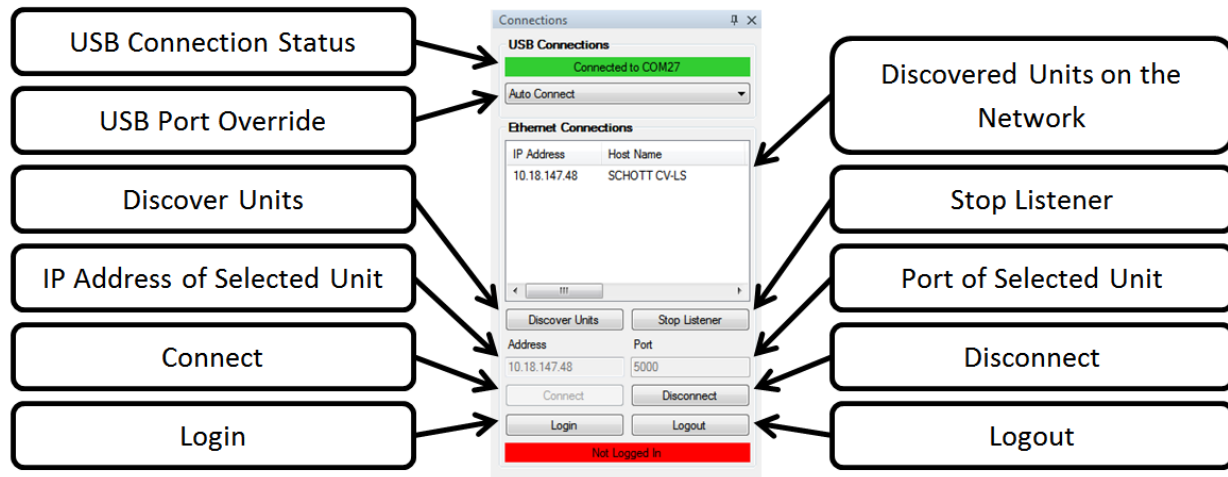 USB Connection Status
USB Port Override
Discover Units
IP Address of Selected Unit
Connect
Login
Connections
USB Connections
Connected to COM27
Auto Connect
Ethernet Connections
IP Address Host Name
10.18.147.48 SCHOTT CV-LS
Discover Units Stop Listener
Address Port
10.18.147.48 5000
Connect Disconnect
Login Logout
Not Logged In
Discovered Units on the
Network
Stop Listener
Port of Selected Unit
Disconnect
Logout